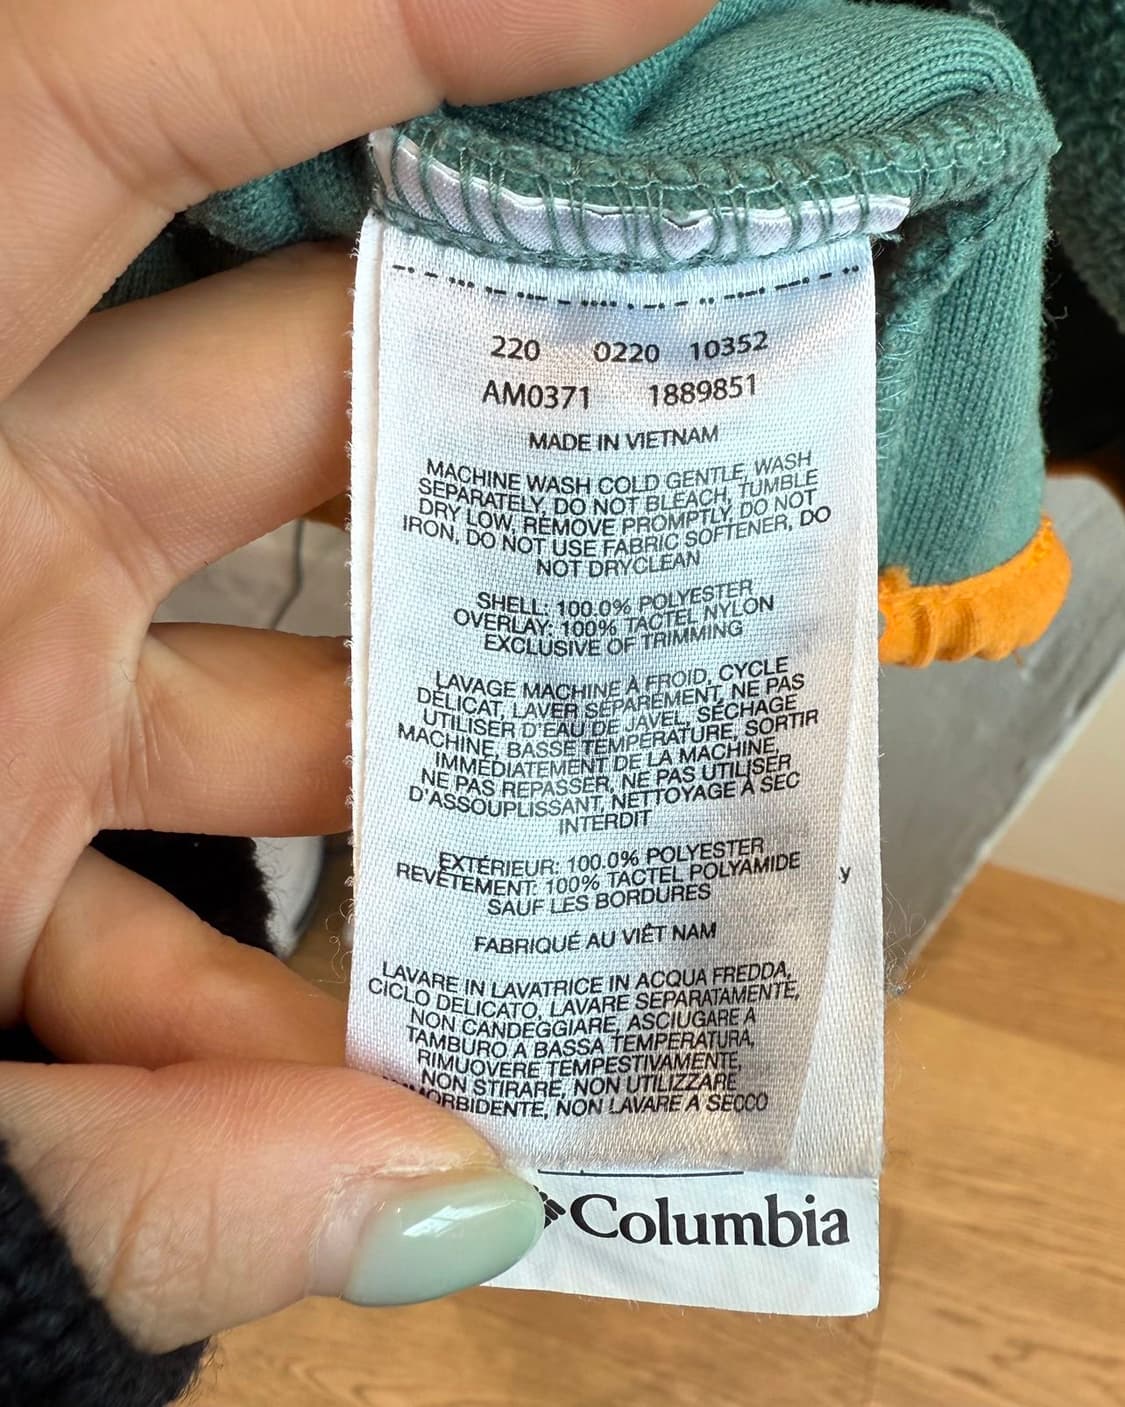 220 0220 10352
AM0371 1889851
MADE IN VIETNAM
MACHINE WASH COLD GENTLE, WASH
SEPARATELY, DO NOT BLEACH, TUMBLE
DRY LOW, REMOVE PROMPTLY, DO NOT
IRON, DO NOT USE FABRIC SOFTENER, DO
NOT DRYCLEAN
SHELL: 100.0% POLYESTER
OVERLAY: 100% TACTEL NYLON
EXCLUSIVE OF TRIMMING
LAVAGE MACHINE À FROID, CYCLE
DÉLICAT, LAVER SÉPARÉMENT, NE PAS
UTILISER D'EAU DE JAVEL, SÉCHAGE
MACHINE, BASSE TEMPÉRATURE, SORTIR
IMMÉDIATEMENT DE LA MACHINE,
NE PAS REPASSER, NE PAS UTILISER
D'ASSOUPLISSANT, NETTOYAGE À SEC
INTERDIT
EXTÉRIEUR: 100.0% POLYESTER
REVÊTEMENT: 100% TACTEL POLYAMIDE
SAUF LES BORDURES
y
FABRIQUÉ AU VIÊT NAM
LAVARE IN LAVATRICE IN ACQUA FREDDA,
CICLO DELICATO, LAVARE SEPARATAMENTE,
NON CANDEGGIARE, ASCIUGARE A
TAMBURO A BASSA TEMPERATURA,
RIMUOVERE TEMPESTIVAMENTE,
NON STIRARE, NON UTILIZZARE
MORBIDENTE, NON LAVARE A SECCO
Columbia